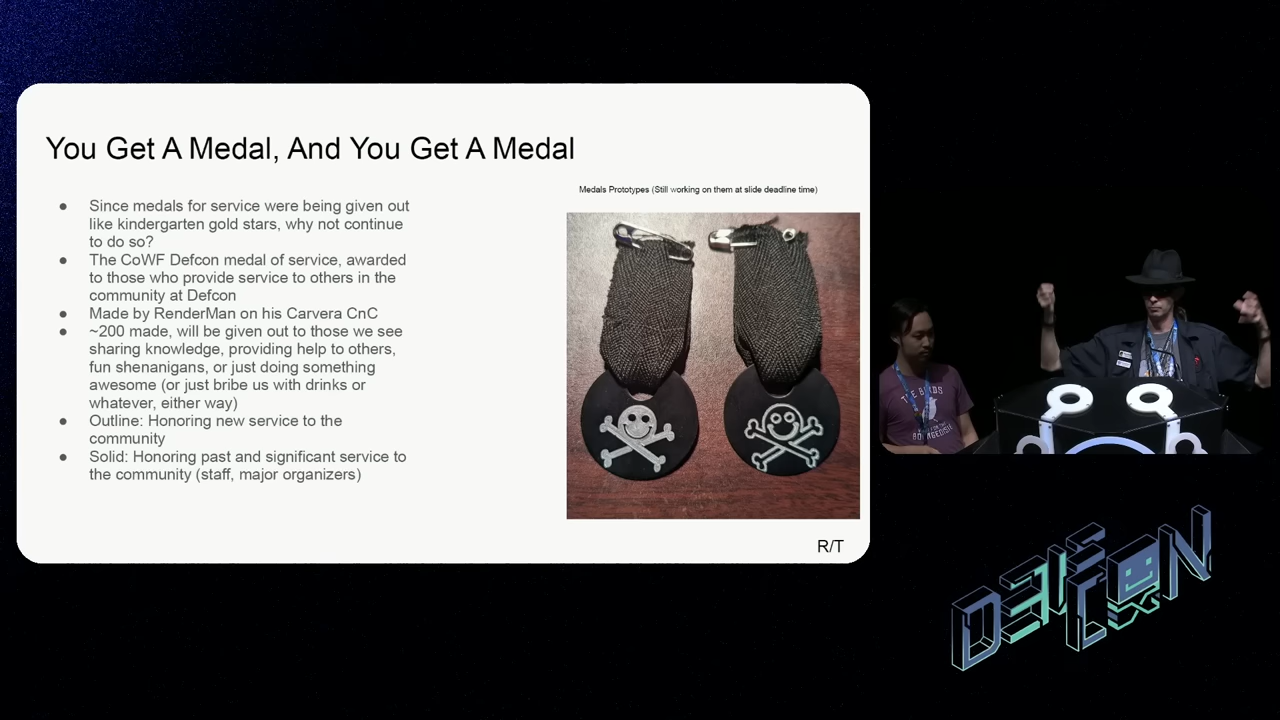 You Get A Medal, And You Get A Medal
Medals Prototypes (Still working on them at slide deadline time)
● Since medals for service were being given out
like kindergarten gold stars, why not continue
to do so?
● The CoWF Defcon medal of service, awarded
to those who provide service to others in the
community at Defcon
● Made by RenderMan on his Carvera CnC
● ~200 made, will be given out to those we see
sharing knowledge, providing help to others,
fun shenanigans, or just doing something
awesome (or just bribe us with drinks or
whatever, either way)
● Outline: Honoring new service to the
community
● Solid: Honoring past and significant service to
the community (staff, major organizers)
R/T
THE BIRDS
DEF
CON